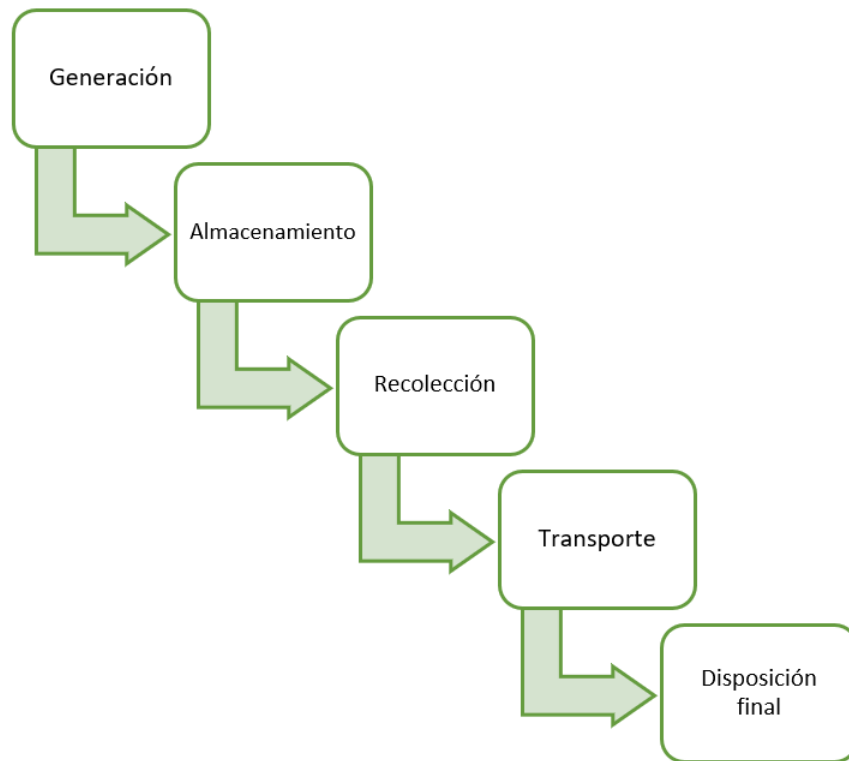 Generación
Almacenamiento
Recolección
Transporte
Disposición
final